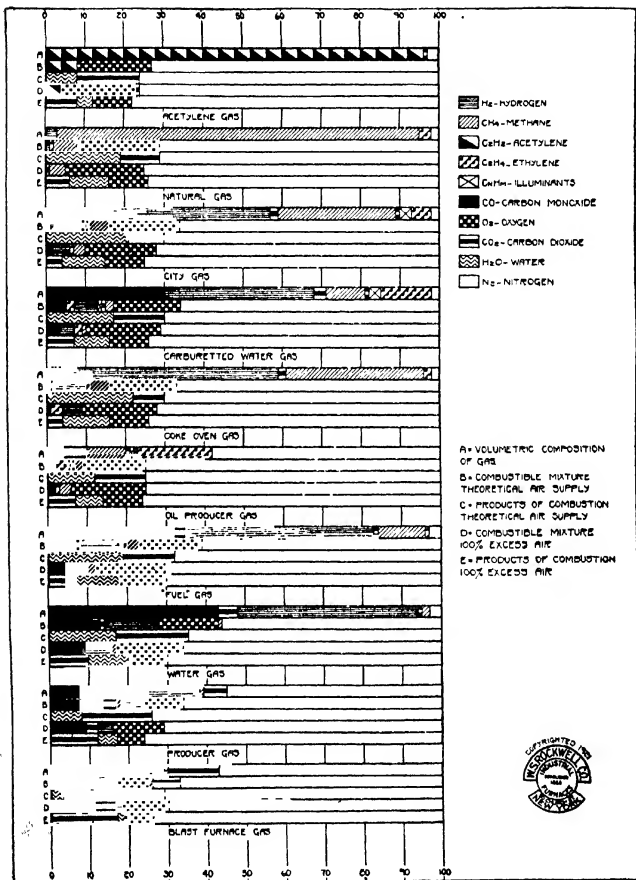 0 10 20 30 40 50 60 70 80 90 100
A
B
C
D
E
ACETYLENE GAS
A
B
C
D
E
NATURAL GAS
A
B
C
D
E
CITY GAS
A
B
C
D
E
CARBURETTED WATER GAS
A
B
C
D
E
COKE OVEN GAS
A
B
C
D
E
OIL PRODUCER GAS
A
B
C
D
E
FUEL GAS
A
B
C
D
E
WATER GAS
A
B
C
D
E
PRODUCER GAS
A
B
C
D
E
BLAST FURNACE GAS
0 10 20 30 40 50 60 70 80 90 100
H2-HYDROGEN
CH4-METHANE
C2H2-ACETYLENE
C2H4-ETHYLENE
CnHm-ILLUMINANTS
CO-CARBON MONOXIDE
O2-OXYGEN
CO2-CARBON DIOXIDE
H2O-WATER
N2-NITROGEN
A= VOLUMETRIC COMPOSITION
OF GAS
B= COMBUSTIBLE MIXTURE
THEORETICAL AIR SUPPLY
C= PRODUCTS OF COMBUSTION
THEORETICAL AIR SUPPLY
D= COMBUSTIBLE MIXTURE
100% EXCESS AIR
E= PRODUCTS OF COMBUSTION
100% EXCESS AIR
COPYRIGHTED
W.S. ROCKWELL CO.
INDUSTRIAL
FURNACES
NEW YORK